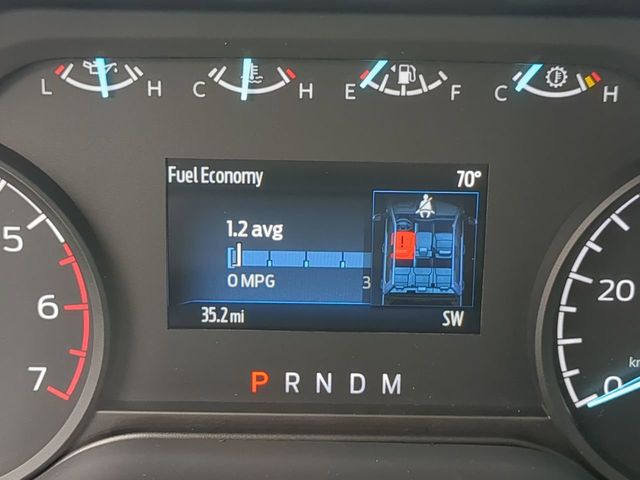 L H C H E F C H
Fuel Economy 70°
1.2 avg
0 MPG 3
35.2 mi SW
P R N D M
5
6
7
20
0